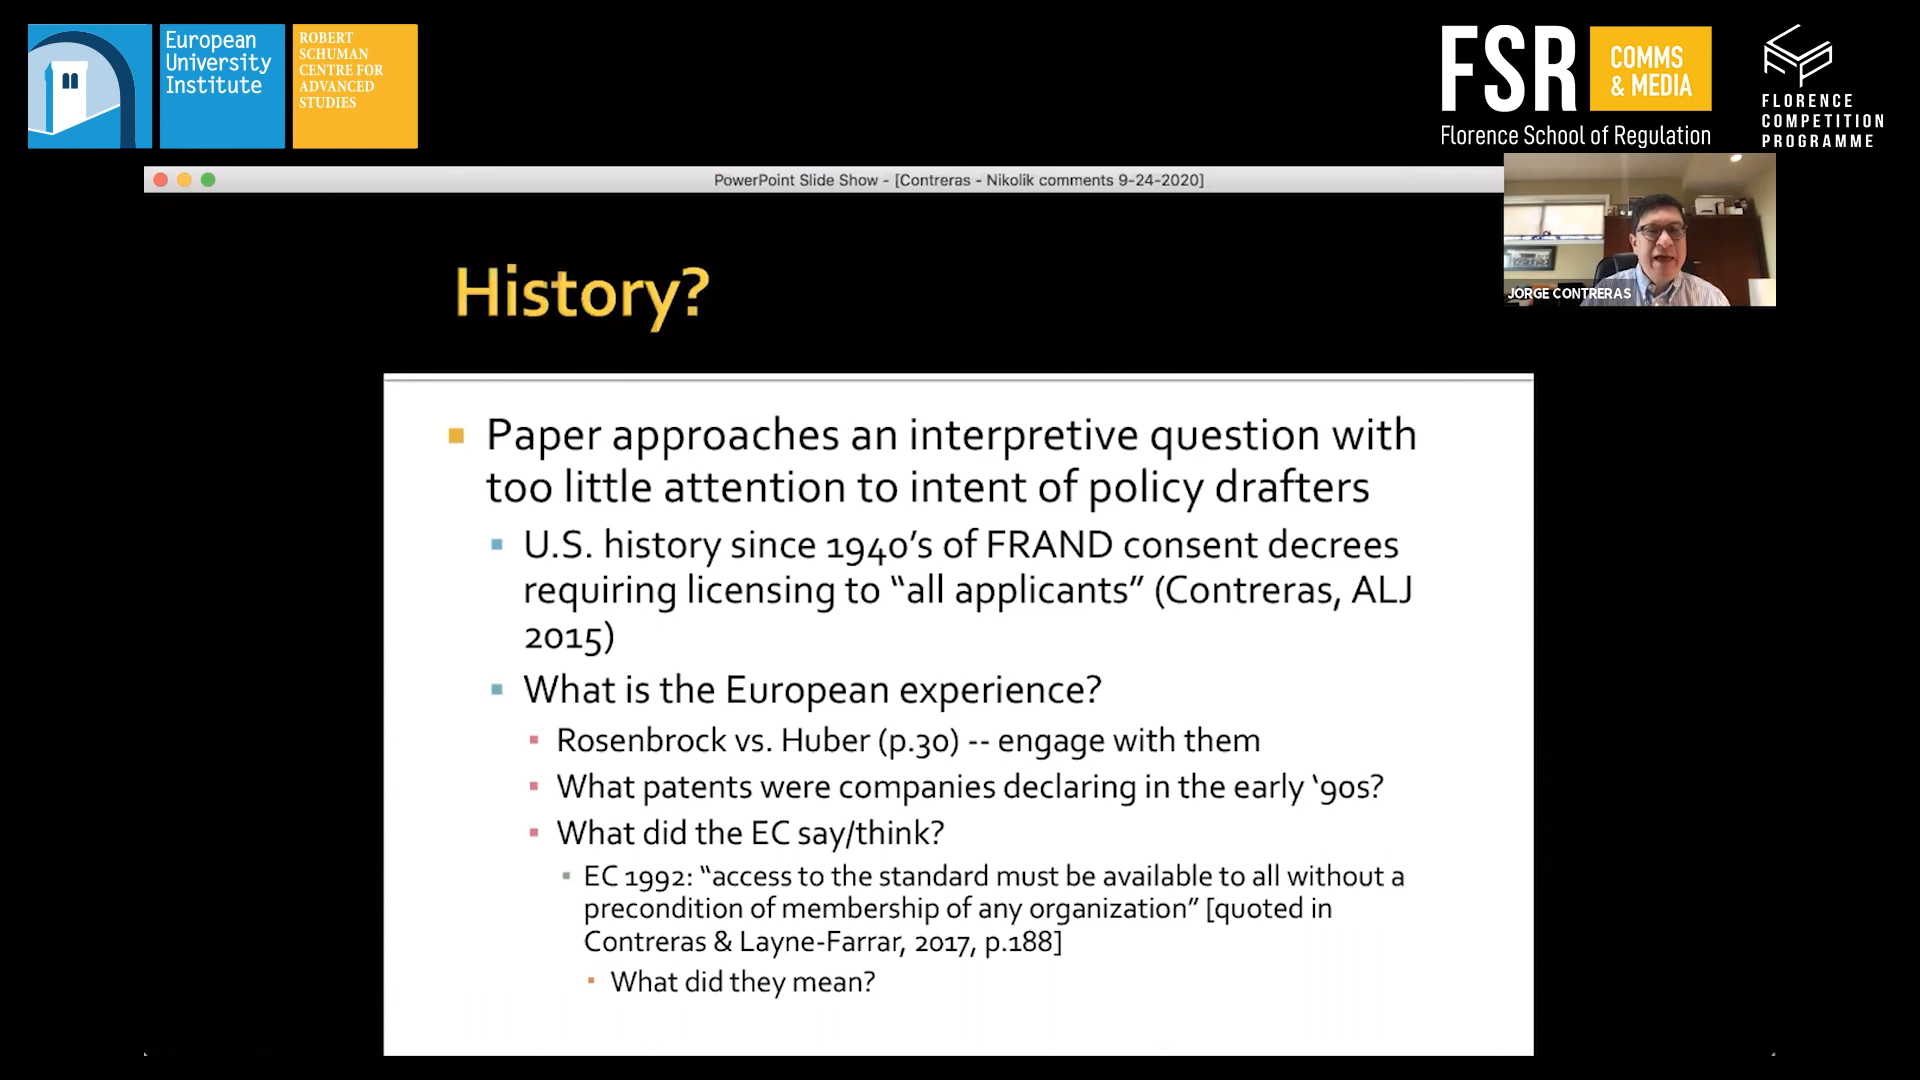 European
University
Institute
ROBERT
SCHUMAN
CENTRE FOR
ADVANCED
STUDIES
FSR
COMMS
& MEDIA
Florence School of Regulation
FLORENCE
COMPETITION
PROGRAMME
PowerPoint Slide Show - [Contreras - Nikolik comments 9-24-2020]
JORGE CONTRERAS
History?
Paper approaches an interpretive question with
too little attention to intent of policy drafters
U.S. history since 1940's of FRAND consent decrees
requiring licensing to “all applicants” (Contreras, ALJ
2015)
What is the European experience?
Rosenbrock vs. Huber (p.30) -- engage with them
What patents were companies declaring in the early ‘90s?
What did the EC say/think?
EC 1992: “access to the standard must be available to all without a
precondition of membership of any organization” [quoted in
Contreras & Layne-Farrar, 2017, p.188]
What did they mean?